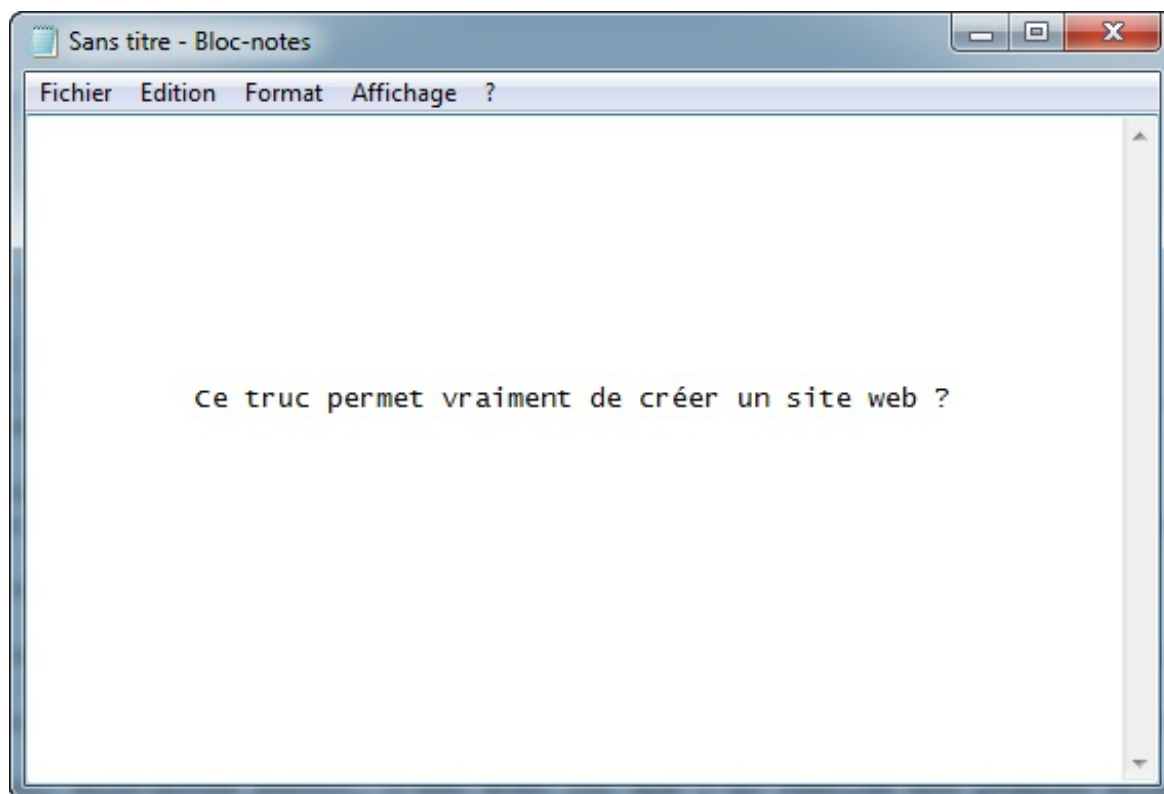 Sans titre - Bloc-notes
Fichier Edition Format Affichage ?
Ce truc permet vraiment de créer un site web ?